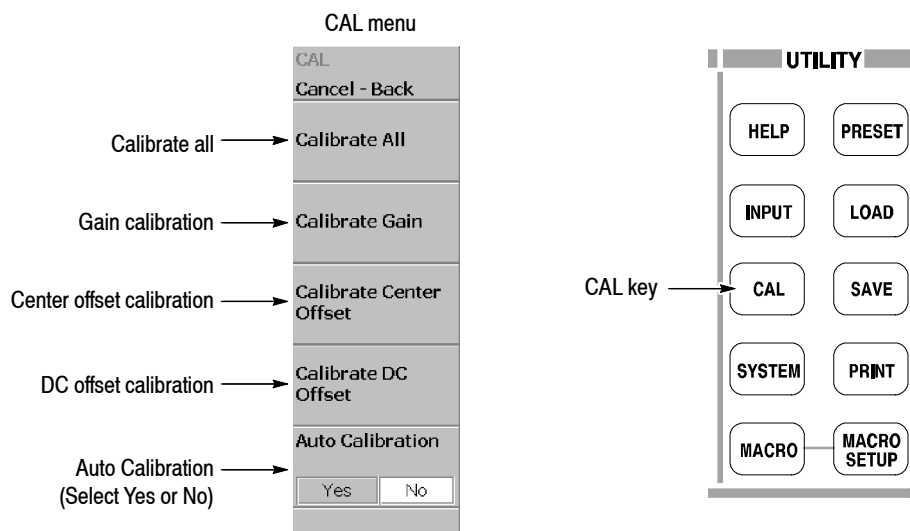 CAL menu
CAL
Cancel - Back
Calibrate all
Calibrate All
Gain calibration
Calibrate Gain
Center offset calibration
Calibrate Center
Offset
DC offset calibration
Calibrate DC
Offset
Auto Calibration
(Select Yes or No)
Auto Calibration
Yes No
UTILITY
HELP PRESET
INPUT LOAD
CAL key
CAL SAVE
SYSTEM PRINT
MACRO MACRO
SETUP